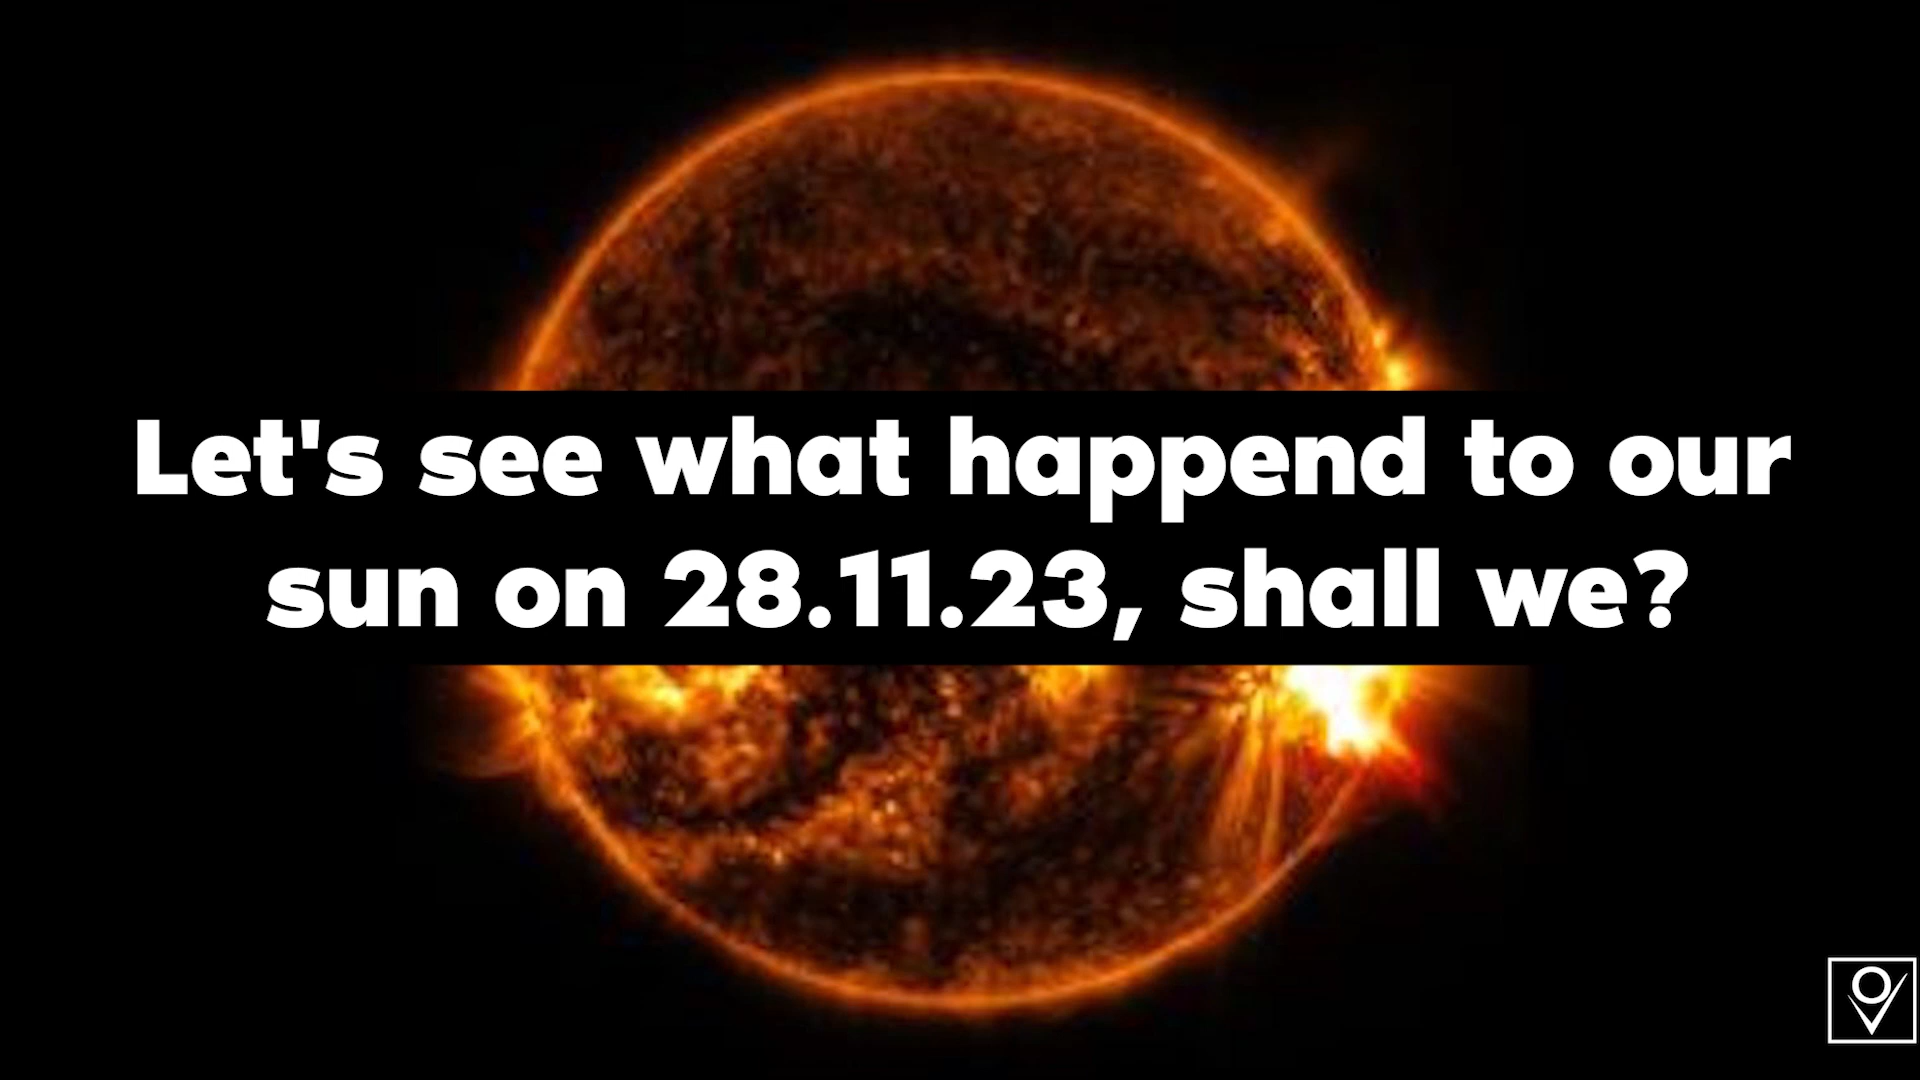 Let's see what happend to our
sun on 28.11.23, shall we?